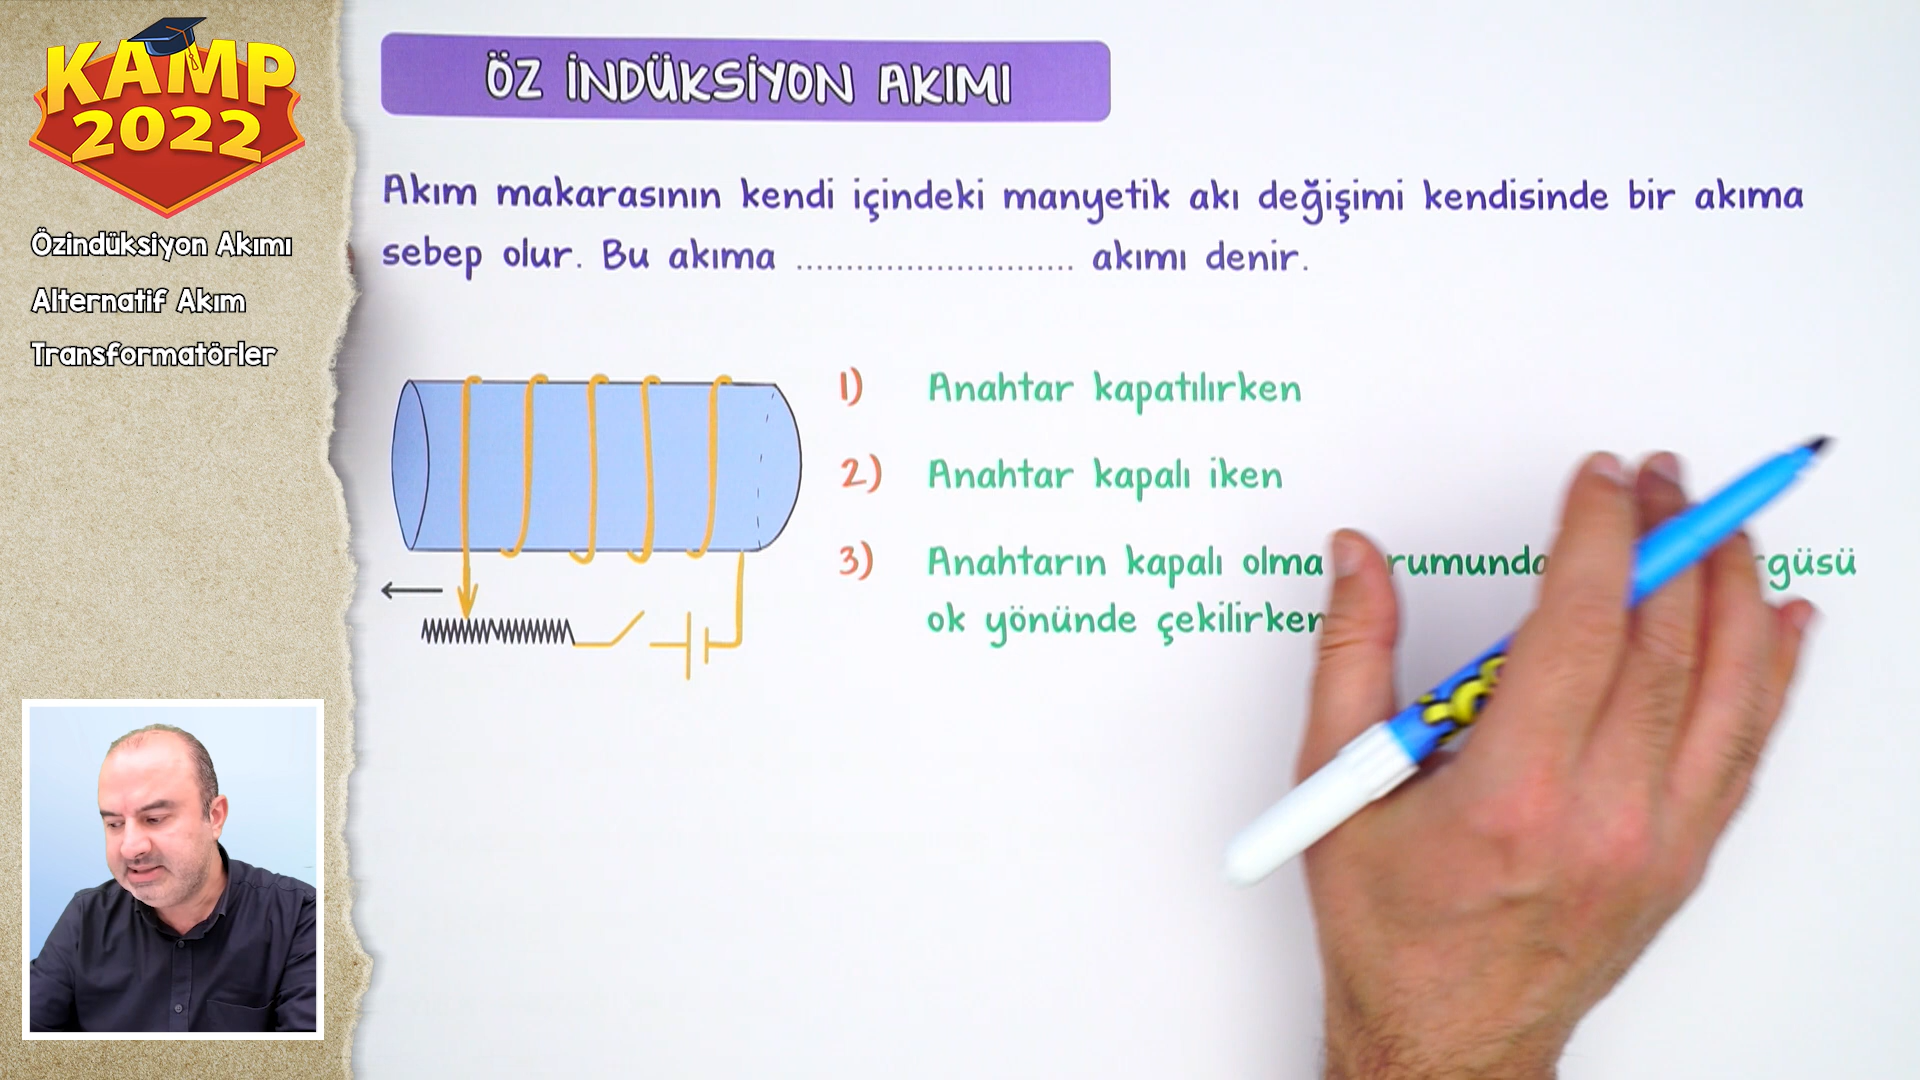 KAMP
2022
Özindüksiyon Akımı
Alternatif Akım
Transformatörler
ÖZ İNDÜKSİYON AKIMI
Akım makarasının kendi içindeki manyetik akı değişimi kendisinde bir akıma
sebep olur. Bu akıma ............................ akımı denir.
1) Anahtar kapatılırken
2) Anahtar kapalı iken
3) Anahtarın kapalı olma
ok yönünde çekilirken